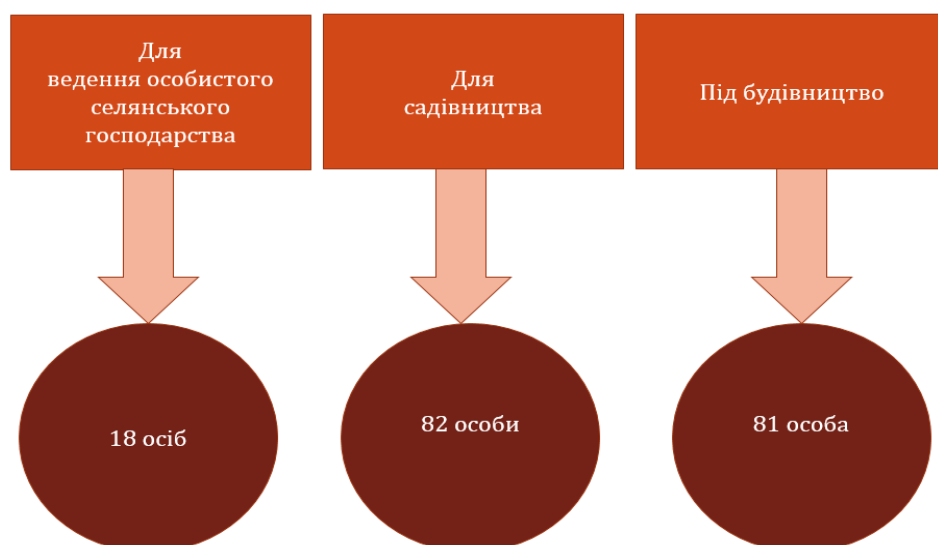 Для
ведення особистого
селянського
господарства
Для
садівництва
Під будівництво
18 осіб
82 особи
81 особа